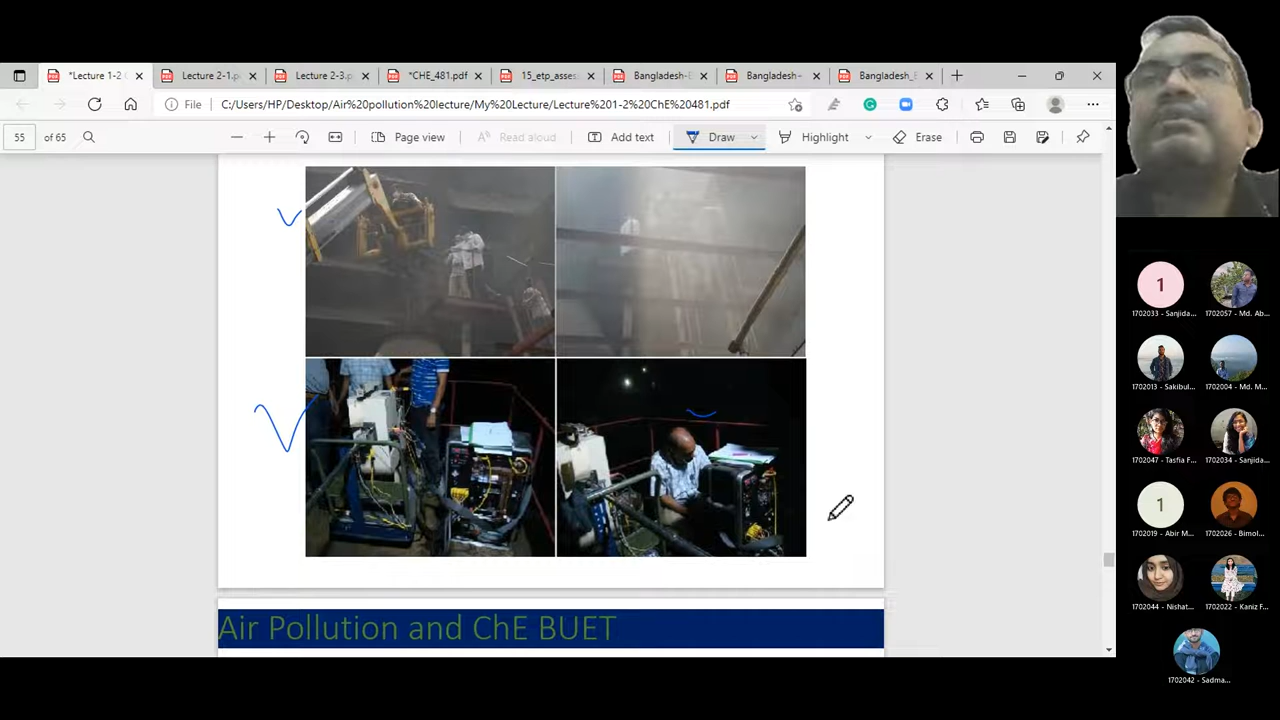 *Lecture 1-2
Lecture 2-1.p
Lecture 2-3.p
*CHE_481.pdf
15_etp_asses
Bangladesh-E
Bangladesh-
Bangladesh_E
File
C:/Users/HP/Desktop/Air%20pollution%20lecture/My%20Lecture/Lecture%201-2%20ChE%20481.pdf
55 of 65
Page view
Read aloud
Add text
Draw
Highlight
Erase
Air Pollution and ChE BUET
1
1702033 - Sanjida...
1702057 - Md. Ab...
1702013 - Sakibul...
1702004 - Md. M...
1702047 - Tasfia F...
1702034 - Sanjida...
1
1702019 - Abir M...
1702026 - Bimol...
1702044 - Nishat...
1702022 - Kaniz F...
1702042 - Sadma...